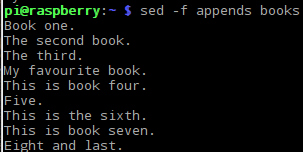 pi@raspberry:~ $ sed -f appends books
Book one.
The second book.
The third.
My favourite book.
This is book four.
Five.
This is the sixth.
This is book seven.
Eight and last.